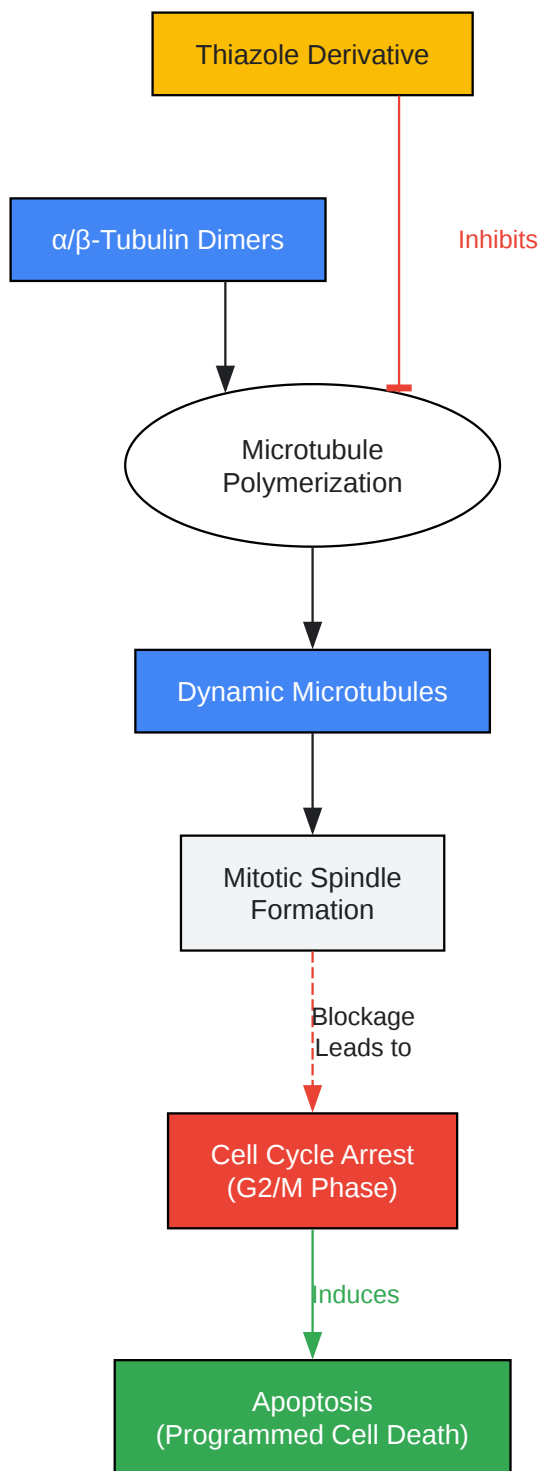 Thiazole Derivative
α/β-Tubulin Dimers
Inhibits
Microtubule
Polymerization
Dynamic Microtubules
Mitotic Spindle
Formation
Blockage
Leads to
Cell Cycle Arrest
(G2/M Phase)
Induces
Apoptosis
(Programmed Cell Death)